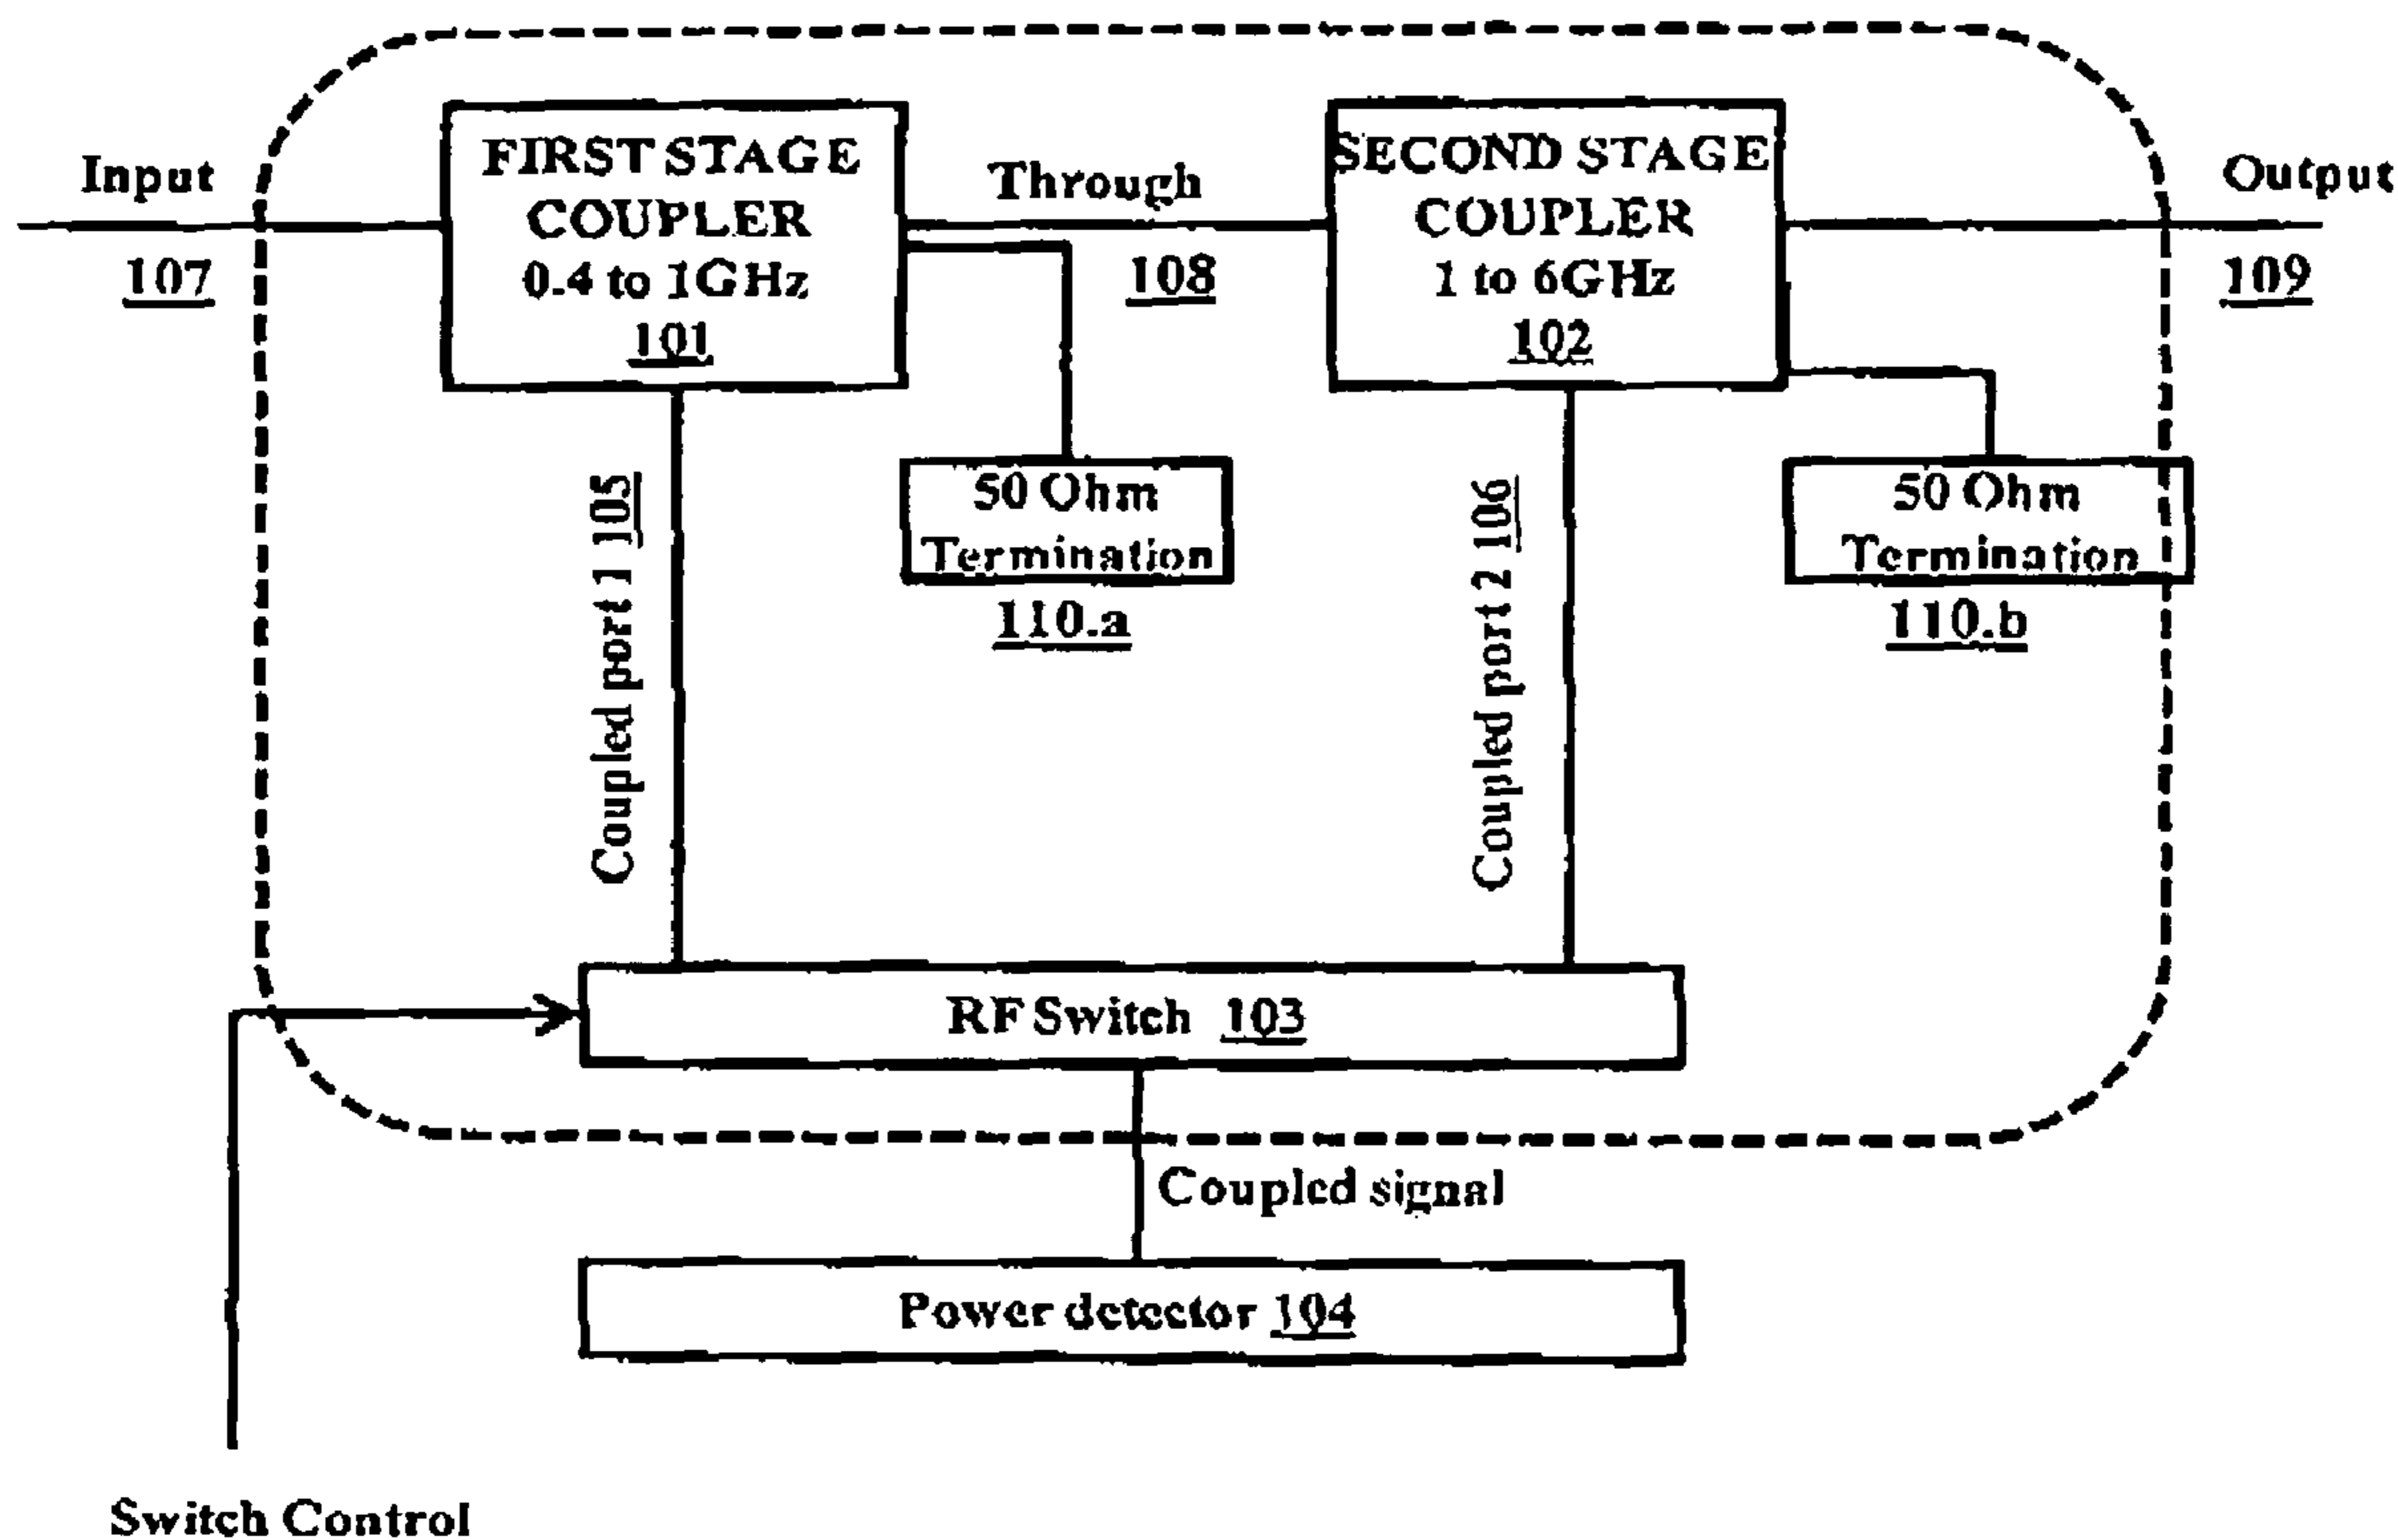 Input
107
FIRST STAGE
COUPLER
0.4 to 1GHz
101
Through
108
SECOND STAGE
COUPLER
1 to 6GHz
102
Output
109
50 Ohm
Termination
110.a
50 Ohm
Termination
110.b
Coupled port 1 105
Coupled port 2 106
RF Switch 103
Coupled signal
Power detector 104
Switch Control